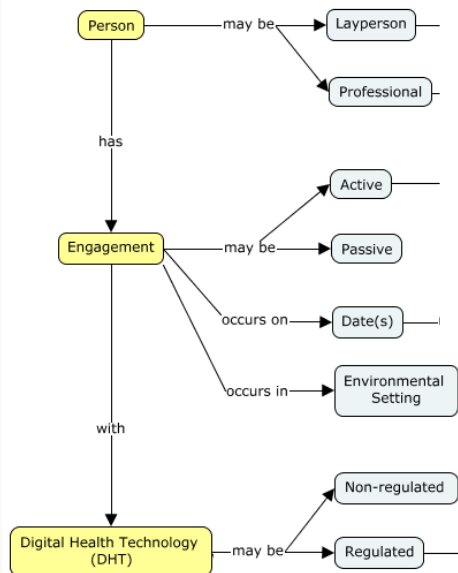 Person
may be
Layperson
Professional
has
Active
Engagement
may be
Passive
occurs on
Date(s)
occurs in
Environmental
Setting
with
Non-regulated
Digital Health Technology
(DHT)
may be
Regulated